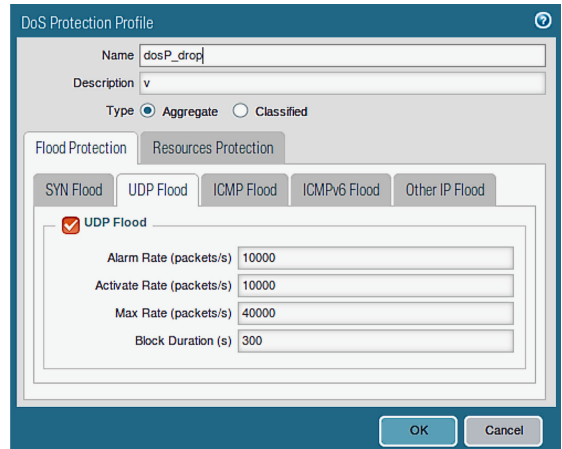 DoS Protection Profile
Name dosP_drop
Description v
Type Aggregate Classified
Flood Protection Resources Protection
SYN Flood UDP Flood ICMP Flood ICMPv6 Flood Other IP Flood
UDP Flood
Alarm Rate (packets/s) 10000
Activate Rate (packets/s) 10000
Max Rate (packets/s) 40000
Block Duration (s) 300
OK Cancel